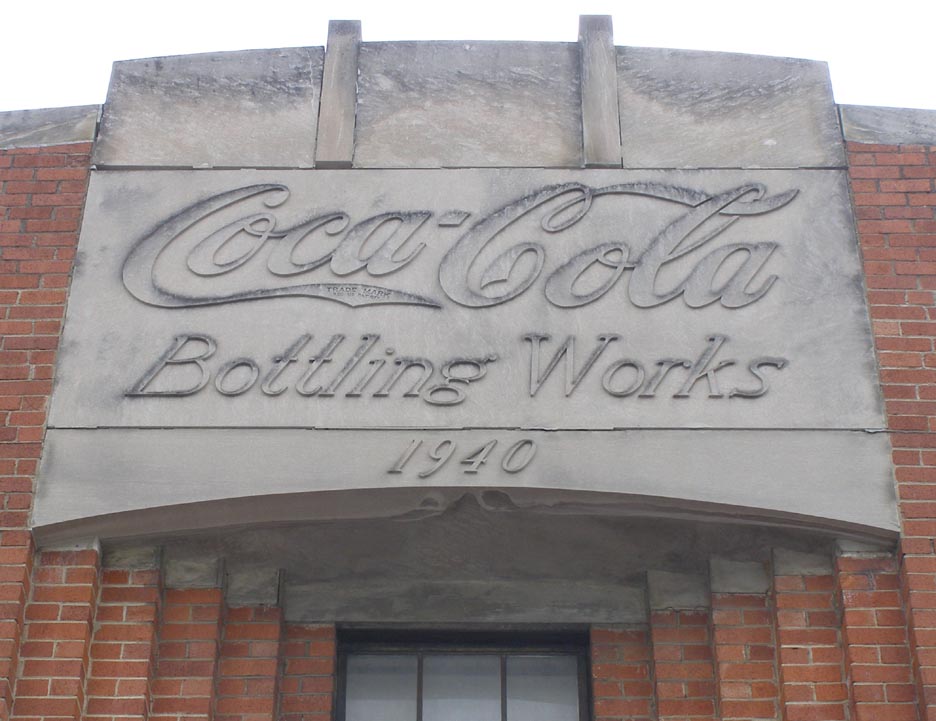 Coca-Cola
TRADE-MARK
Bottling Works
1940